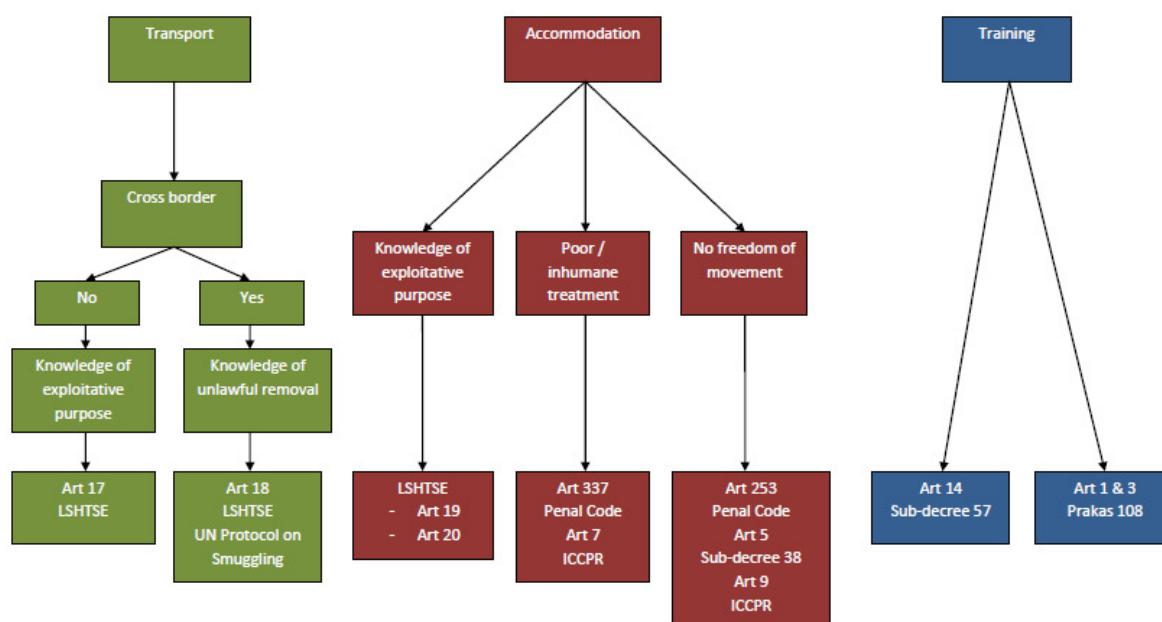 Transport
Accommodation
Training
Cross border
Knowledge of
exploitative
purpose
Poor /
inhumane
treatment
No freedom of
movement
No
Yes
Knowledge of
exploitative
purpose
Knowledge of
unlawful removal
Art 17
LSHTSE
Art 18
LSHTSE
UN Protocol on
Smuggling
LSHTSE
- Art 19
- Art 20
Art 337
Penal Code
Art 7
ICCPR
Art 253
Penal Code
Art 5
Sub-decree 38
Art 9
ICCPR
Art 14
Sub-decree 57
Art 1 & 3
Prakas 108